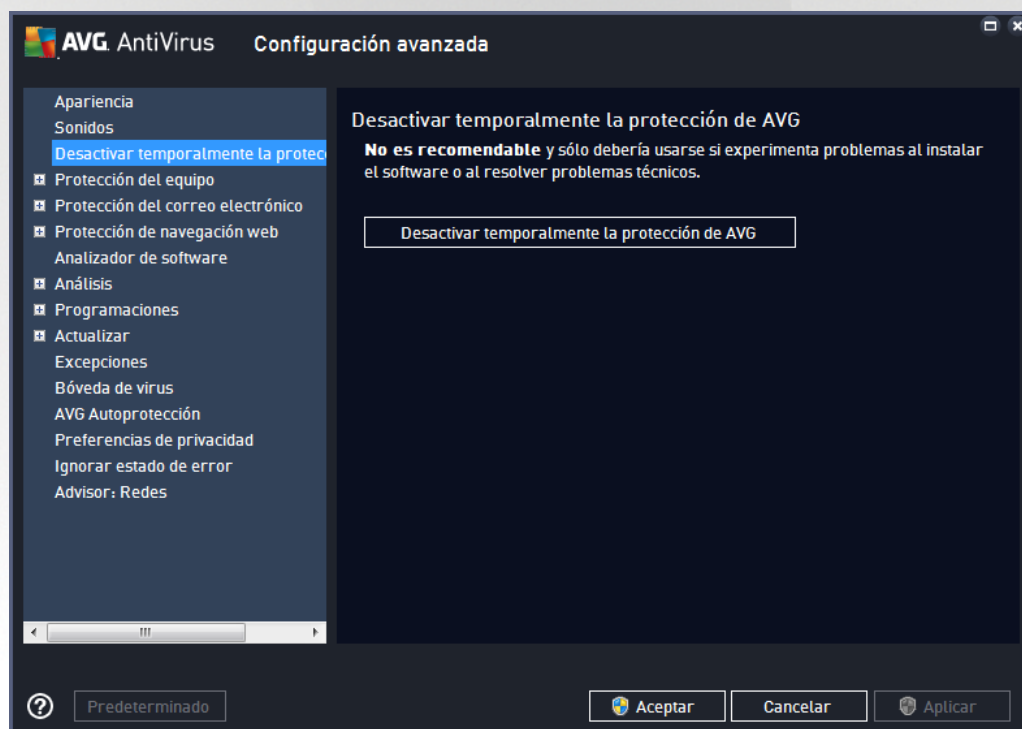 AVG. AntiVirus
Configuración avanzada
Apariencia
Sonidos
Desactivar temporalmente la protec
Protección del equipo
Protección del correo electrónico
Protección de navegación web
Analizador de software
Análisis
Programaciones
Actualizar
Excepciones
Bóveda de virus
AVG Autoprotección
Preferencias de privacidad
Ignorar estado de error
Advisor: Redes
Desactivar temporalmente la protección de AVG
No es recomendable y sólo debería usarse si experimenta problemas al instalar
el software o al resolver problemas técnicos.
Desactivar temporalmente la protección de AVG
Predeterminado
Aceptar
Cancelar
Aplicar